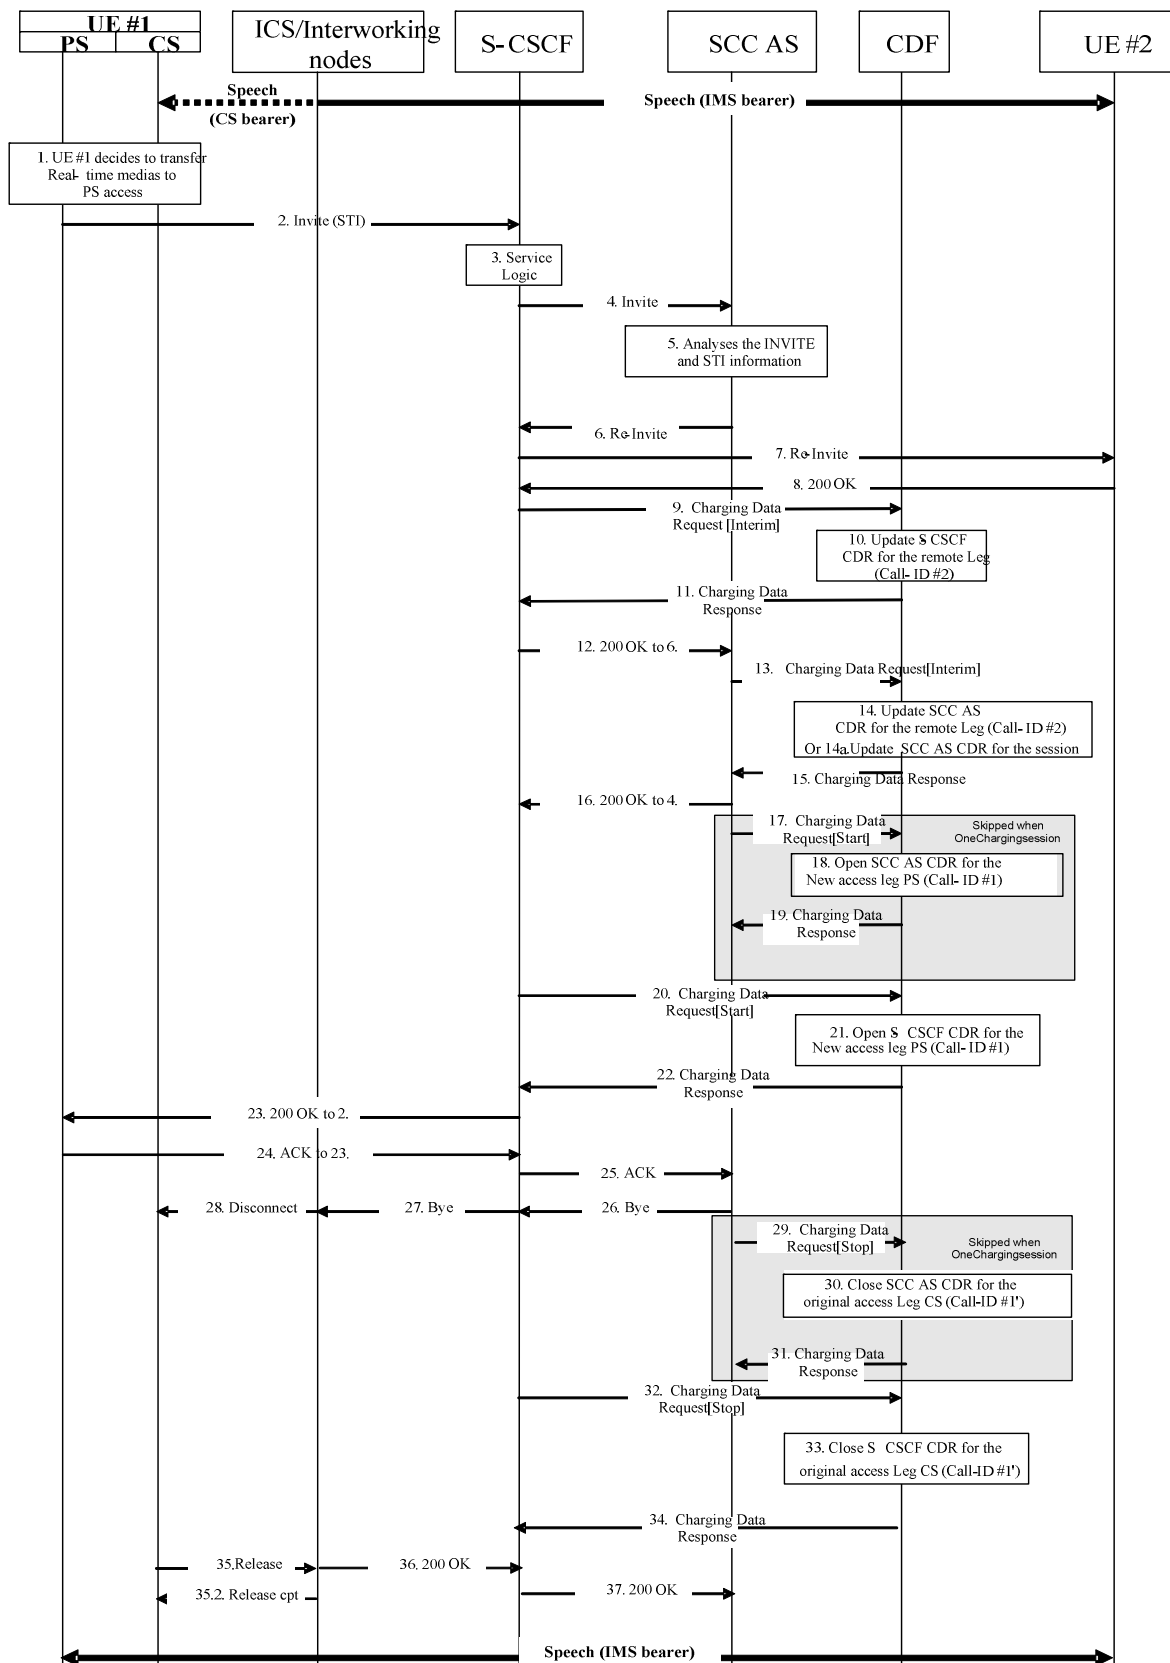 UE #1
PS
CS
ICS/Interworking
nodes
S-CSCF
SCC AS
CDF
UE #2
Speech
(CS bearer)
Speech (IMS bearer)
1. UE #1 decides to transfer
Real- time medias to
PS access
2. Invite (STI)
3. Service
Logic
4. Invite
5. Analyses the INVITE
and STI information
6. Re-Invite
7. Re-Invite
8. 200 OK
9. Charging Data
Request [Interim]
10. Update S CSCF
CDR for the remote Leg
(Call- ID #2)
11. Charging Data
Response
12. 200 OK to 6.
13. Charging Data Request[Interim]
14. Update SCC AS
CDR for the remote Leg (Call- ID #2)
Or 14a.Update SCC AS CDR for the session
15. Charging Data Response
16. 200 OK to 4.
17. Charging Data
Request[Start]
Skipped when
OneChargingsession
18. Open SCC AS CDR for the
New access leg PS (Call- ID #1)
19. Charging Data
Response
20. Charging Data
Request[Start]
21. Open S CSCF CDR for the
New access leg PS (Call- ID #1)
22. Charging Data
Response
23. 200 OK to 2.
24. ACK to 23.
25. ACK
26. Bye
27. Bye
28. Disconnect
29. Charging Data
Request[Stop]
Skipped when
OneChargingsession
30. Close SCC AS CDR for the
original access Leg CS (Call-ID #1')
31. Charging Data
Response
32. Charging Data
Request[Stop]
33. Close S CSCF CDR for the
original access Leg CS (Call-ID #1')
34. Charging Data
Response
35.Release
36. 200 OK
35.2. Release cpt
37. 200 OK
Speech (IMS bearer)